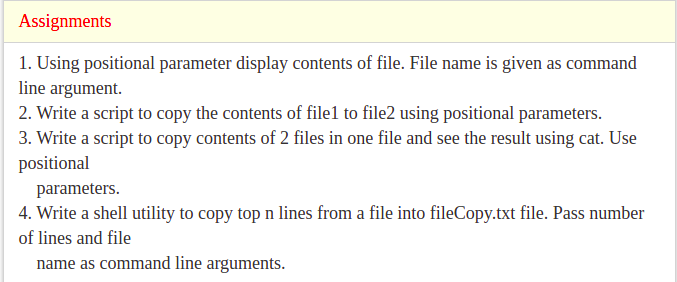 Assignments
1. Using positional parameter display contents of file. File name is given as command
line argument.
2. Write a script to copy the contents of file1 to file2 using positional parameters.
3. Write a script to copy contents of 2 files in one file and see the result using cat. Use
positional
parameters.
4. Write a shell utility to copy top n lines from a file into fileCopy.txt file. Pass number
of lines and file
name as command line arguments.